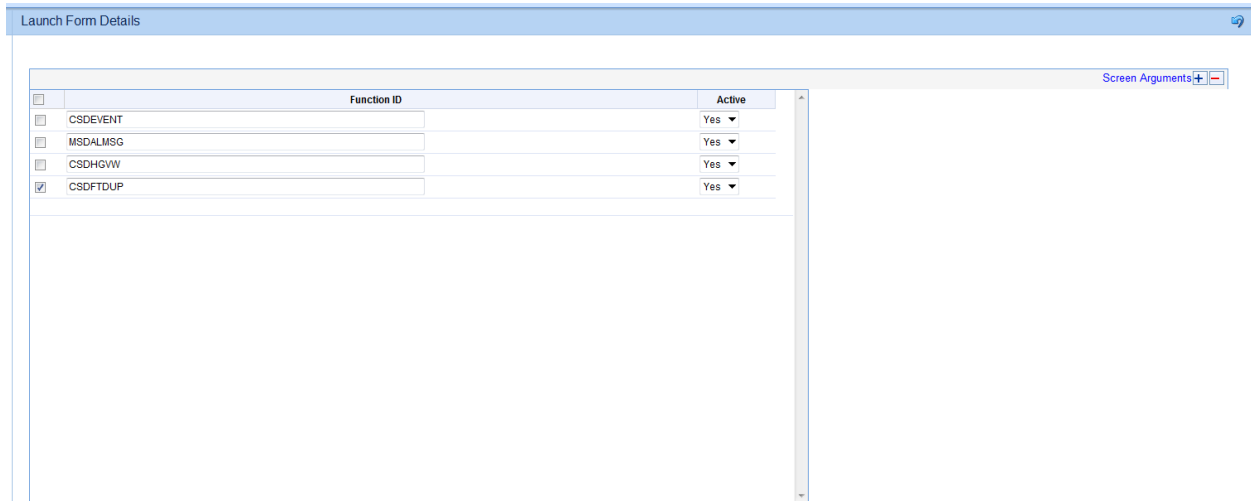 Launch Form Details
Screen Arguments
Function ID Active
CSDEVENT Yes
MSDALMSG Yes
CSDHGVW Yes
CSDFTDUP Yes